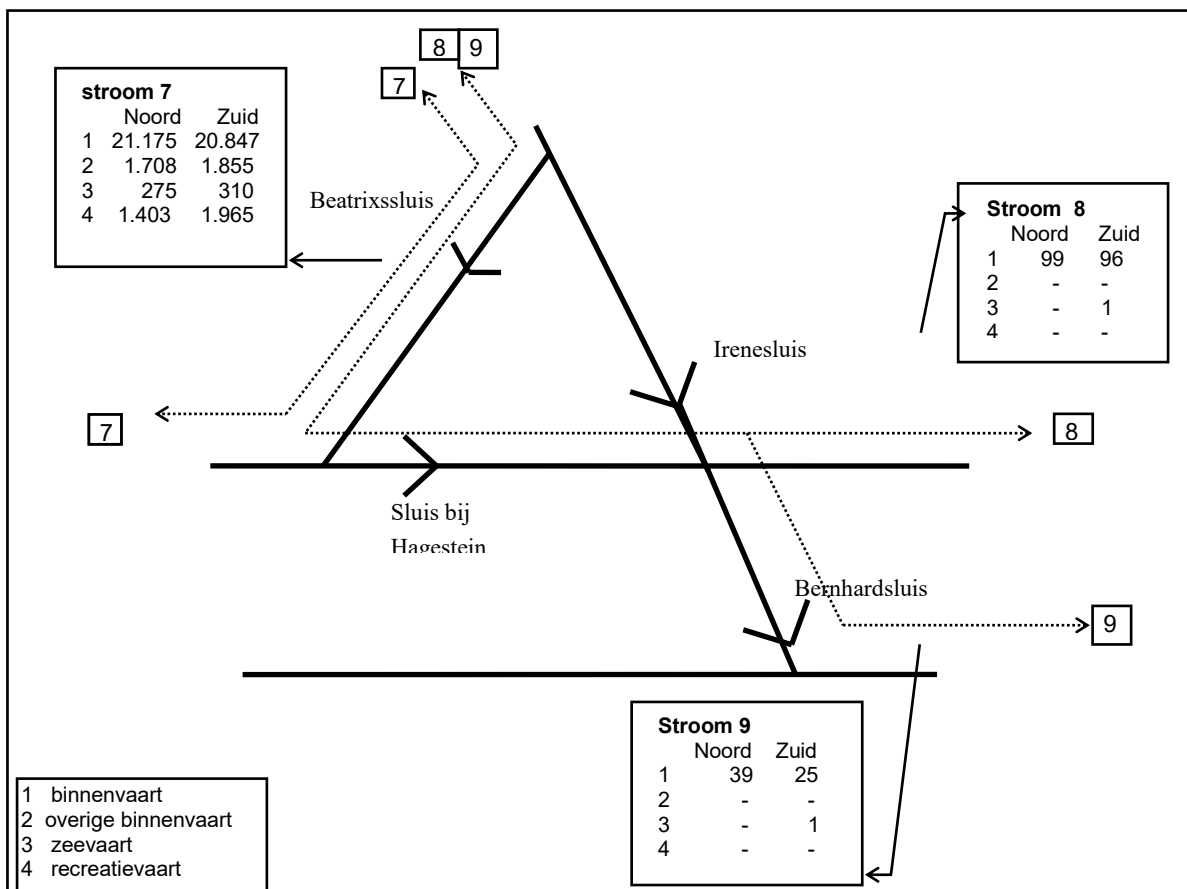 8 9
7
stroom 7
Noord Zuid
1 21.175 20.847
2 1.708 1.855
3 275 310
4 1.403 1.965
Beatrixssluis
Stroom 8
Noord Zuid
1 99 96
2 - -
3 - 1
4 - -
Irenesluis
7
8
Sluis bij
Hagestein
Bernhardsluis
9
Stroom 9
Noord Zuid
1 39 25
2 - -
3 - 1
4 - -
1 binnenvaart
2 overige binnenvaart
3 zeevaart
4 recreatievaart